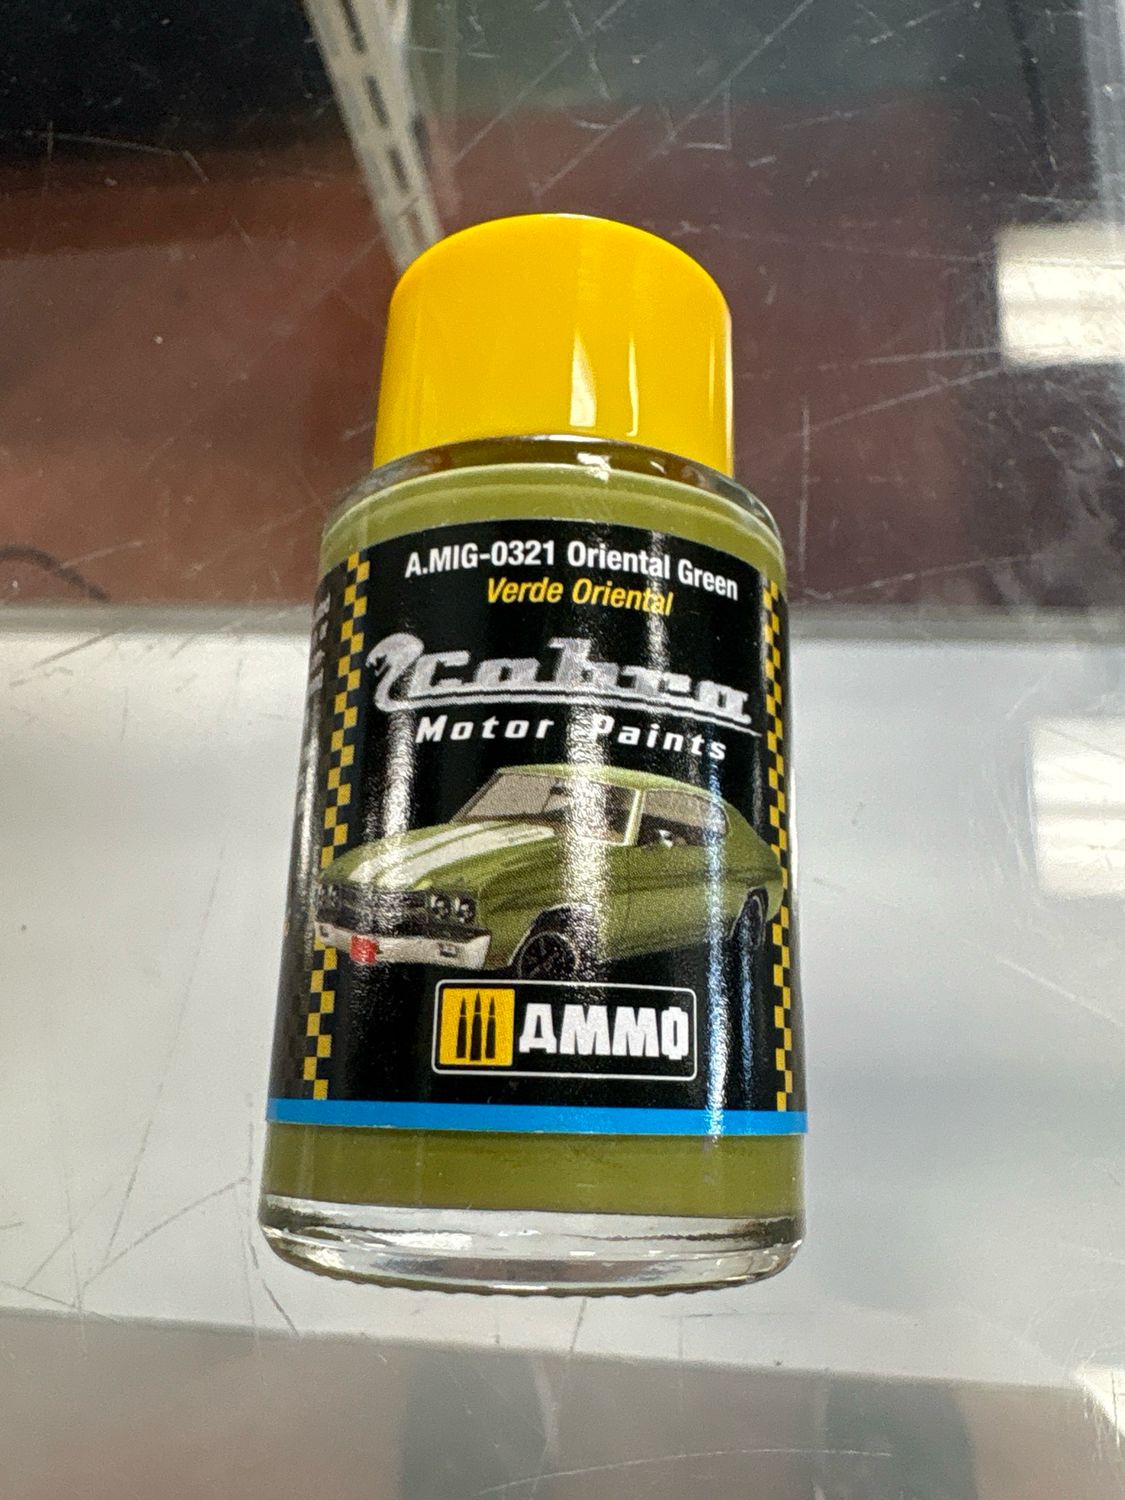 A.MIG-0321 Oriental Green
Verde Oriental
Cobra
Motor Paints
AMMO